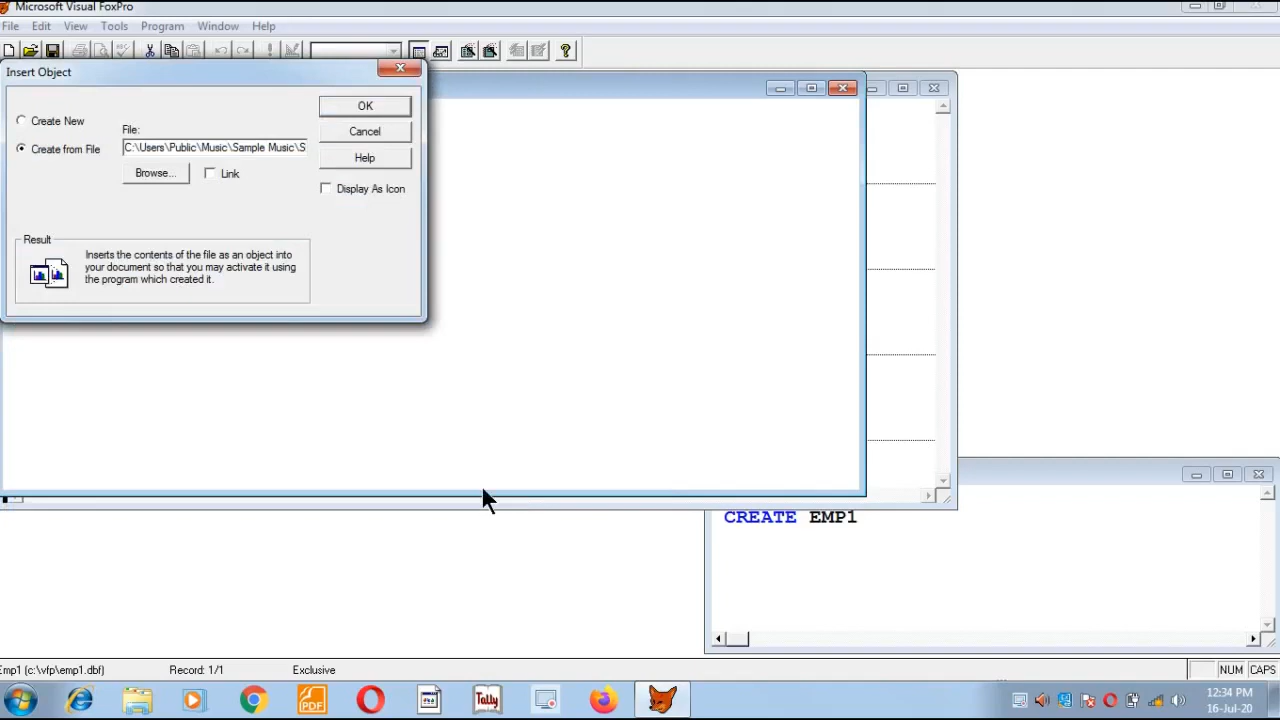 Microsoft Visual FoxPro
File Edit View Tools Program Window Help
Insert Object
Create New
Create from File
File:
C:\Users\Public\Music\Sample Music\S
Browse...
Link
OK
Cancel
Help
Display As Icon
Result
Inserts the contents of the file as an object into
your document so that you may activate it using
the program which created it.
CREATE EMP1
Emp1 (c:\vfp\emp1.dbf) Record: 1/1 Exclusive NUM CAPS
PDF
Tally
12:34 PM
16-Jul-20